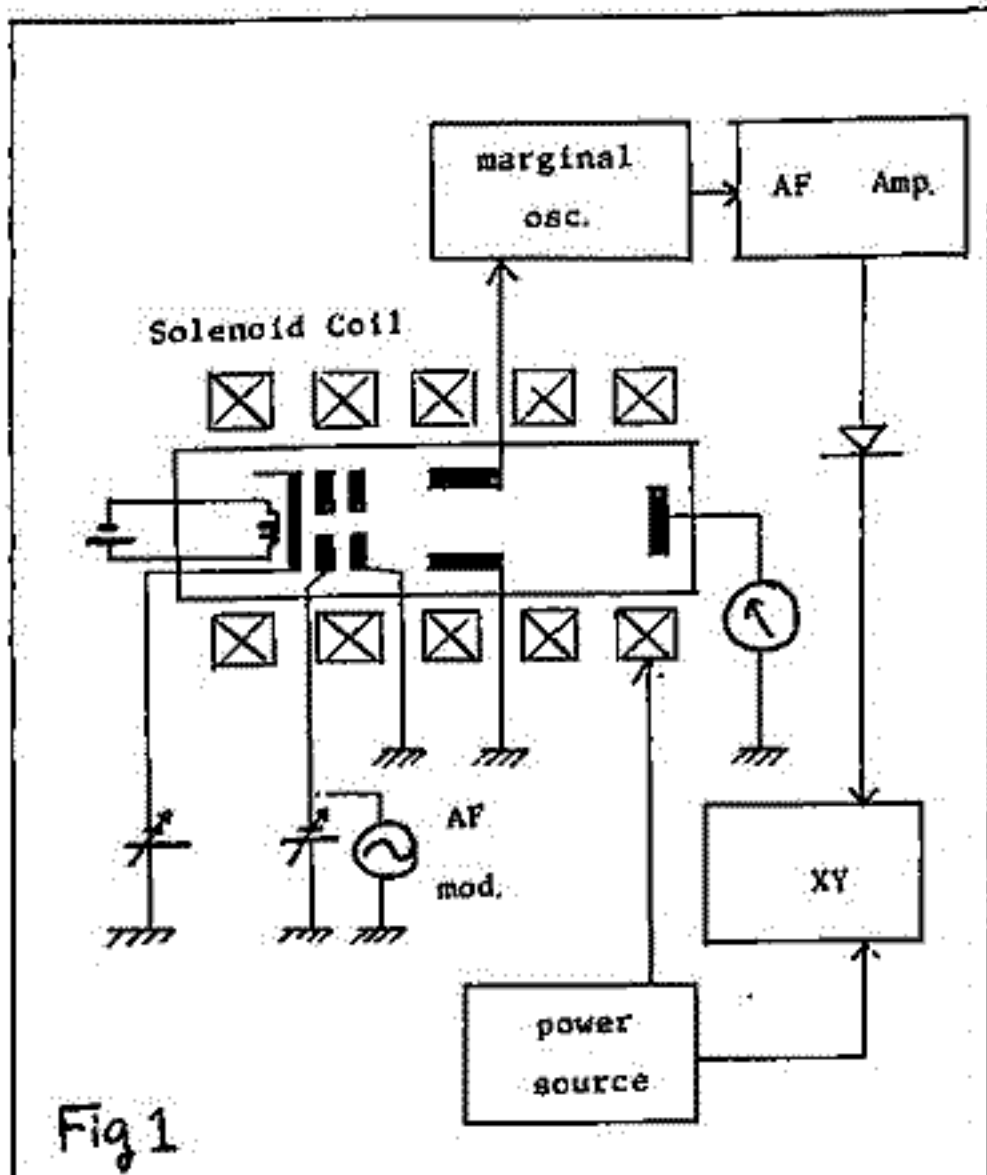 marginal
osc.
AF Amp.
Solenoid Coil
AF
mod.
XY
power
source
Fig 1